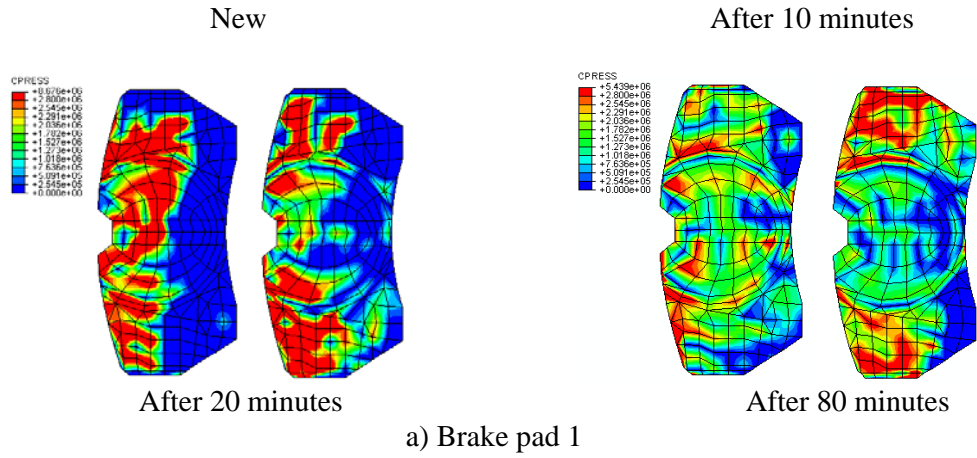 New
After 10 minutes
CPRESS
+8.676e+06
+2.800e+06
+2.545e+06
+2.291e+06
+2.036e+06
+1.782e+06
+1.527e+06
+1.273e+06
+1.018e+06
+7.636e+05
+5.091e+05
+2.545e+05
+0.000e+00
CPRESS
+5.439e+06
+2.800e+06
+2.545e+06
+2.291e+06
+2.036e+06
+1.782e+06
+1.527e+06
+1.273e+06
+1.018e+06
+7.636e+05
+5.091e+05
+2.545e+05
+0.000e+00
After 20 minutes
After 80 minutes
a) Brake pad 1